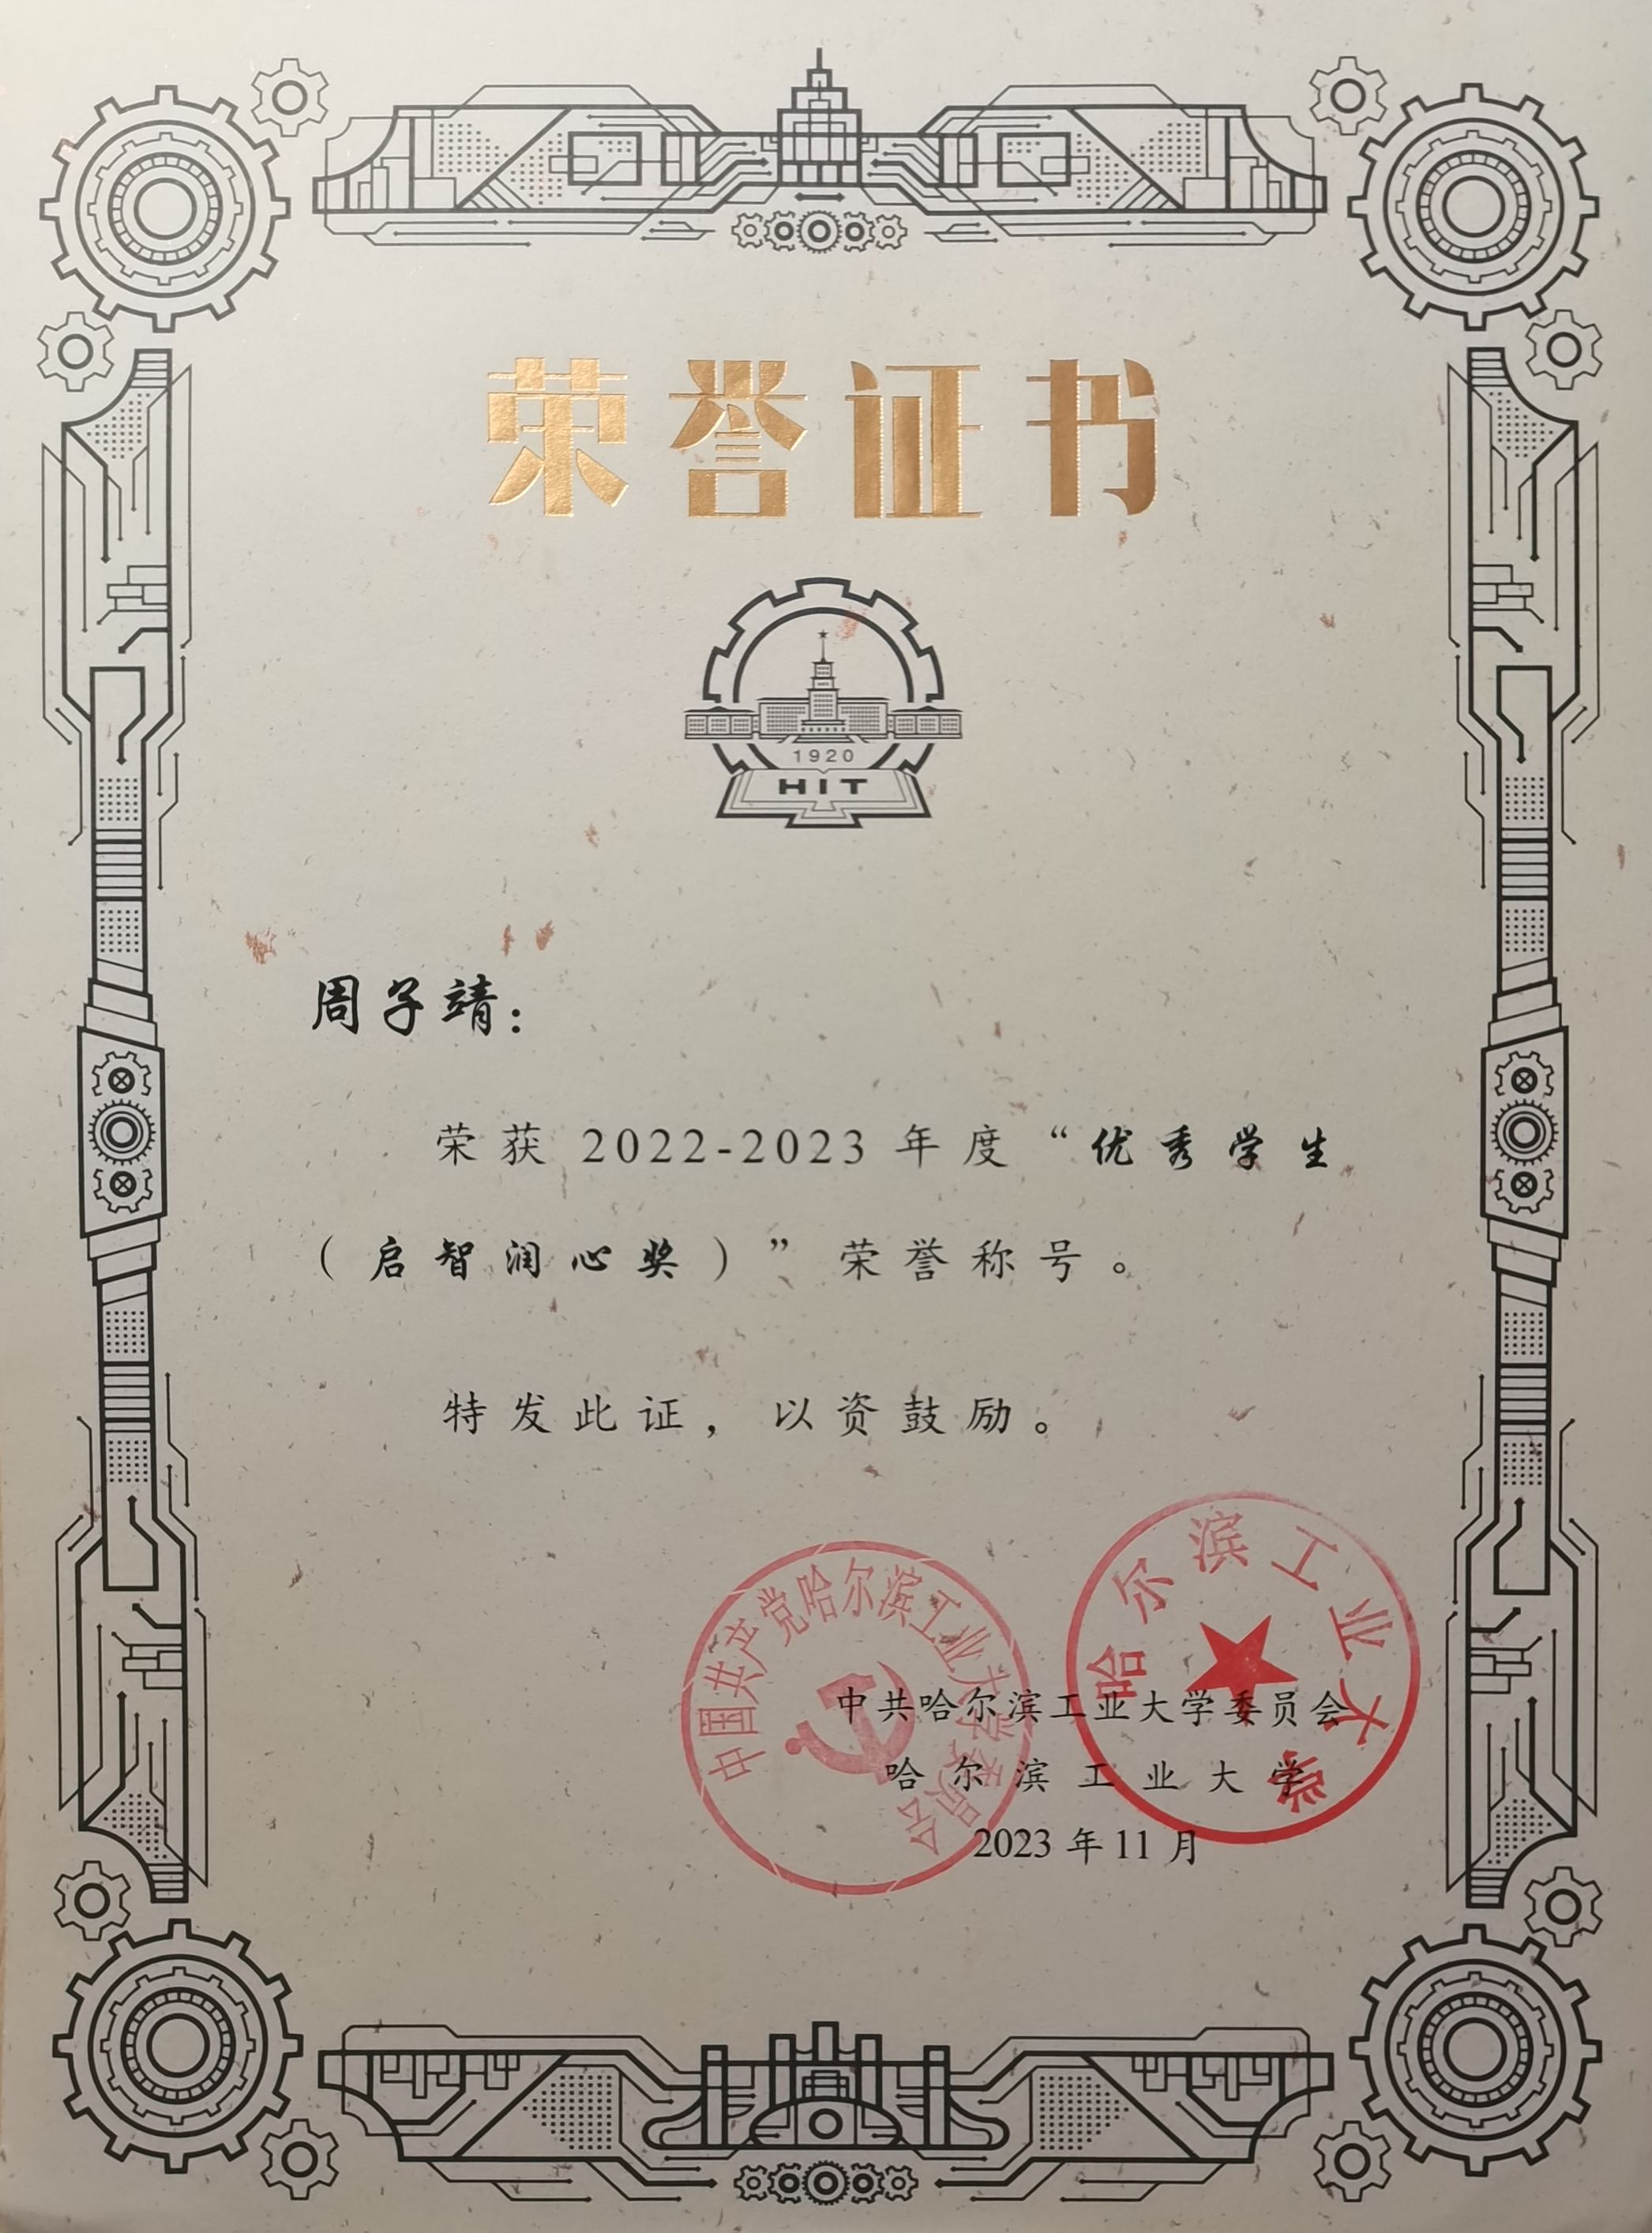 荣誉证书
1920
HIT
周子靖：
荣获 2022-2023 年度“优秀学生
（启智润心奖）”荣誉称号。
特发此证，以资鼓励。
中国共产党哈尔滨工业大学委员会
哈尔滨工业大学
中共哈尔滨工业大学委员会
哈尔滨工业大学
2023 年 11 月